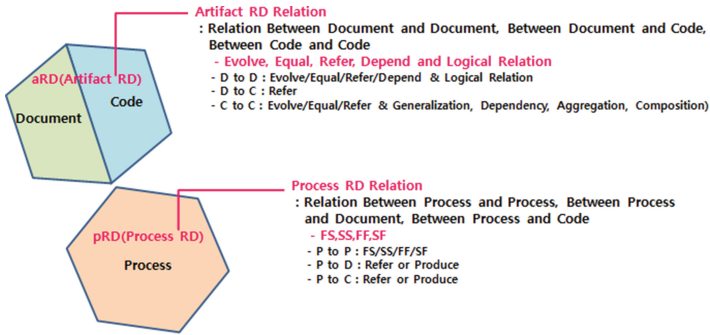 Artifact RD Relation
: Relation Between Document and Document, Between Document and Code,
Between Code and Code
- Evolve, Equal, Refer, Depend and Logical Relation
- D to D : Evolve/Equal/Refer/Depend & Logical Relation
- D to C : Refer
- C to C : Evolve/Equal/Refer & Generalization, Dependency, Aggregation, Composition)
aRD(Artifact RD)
Code
Document
Process RD Relation
: Relation Between Process and Process, Between Process
and Document, Between Process and Code
- FS,SS,FF,SF
- P to P : FS/SS/FF/SF
- P to D : Refer or Produce
- P to C : Refer or Produce
pRD(Process RD)
Process